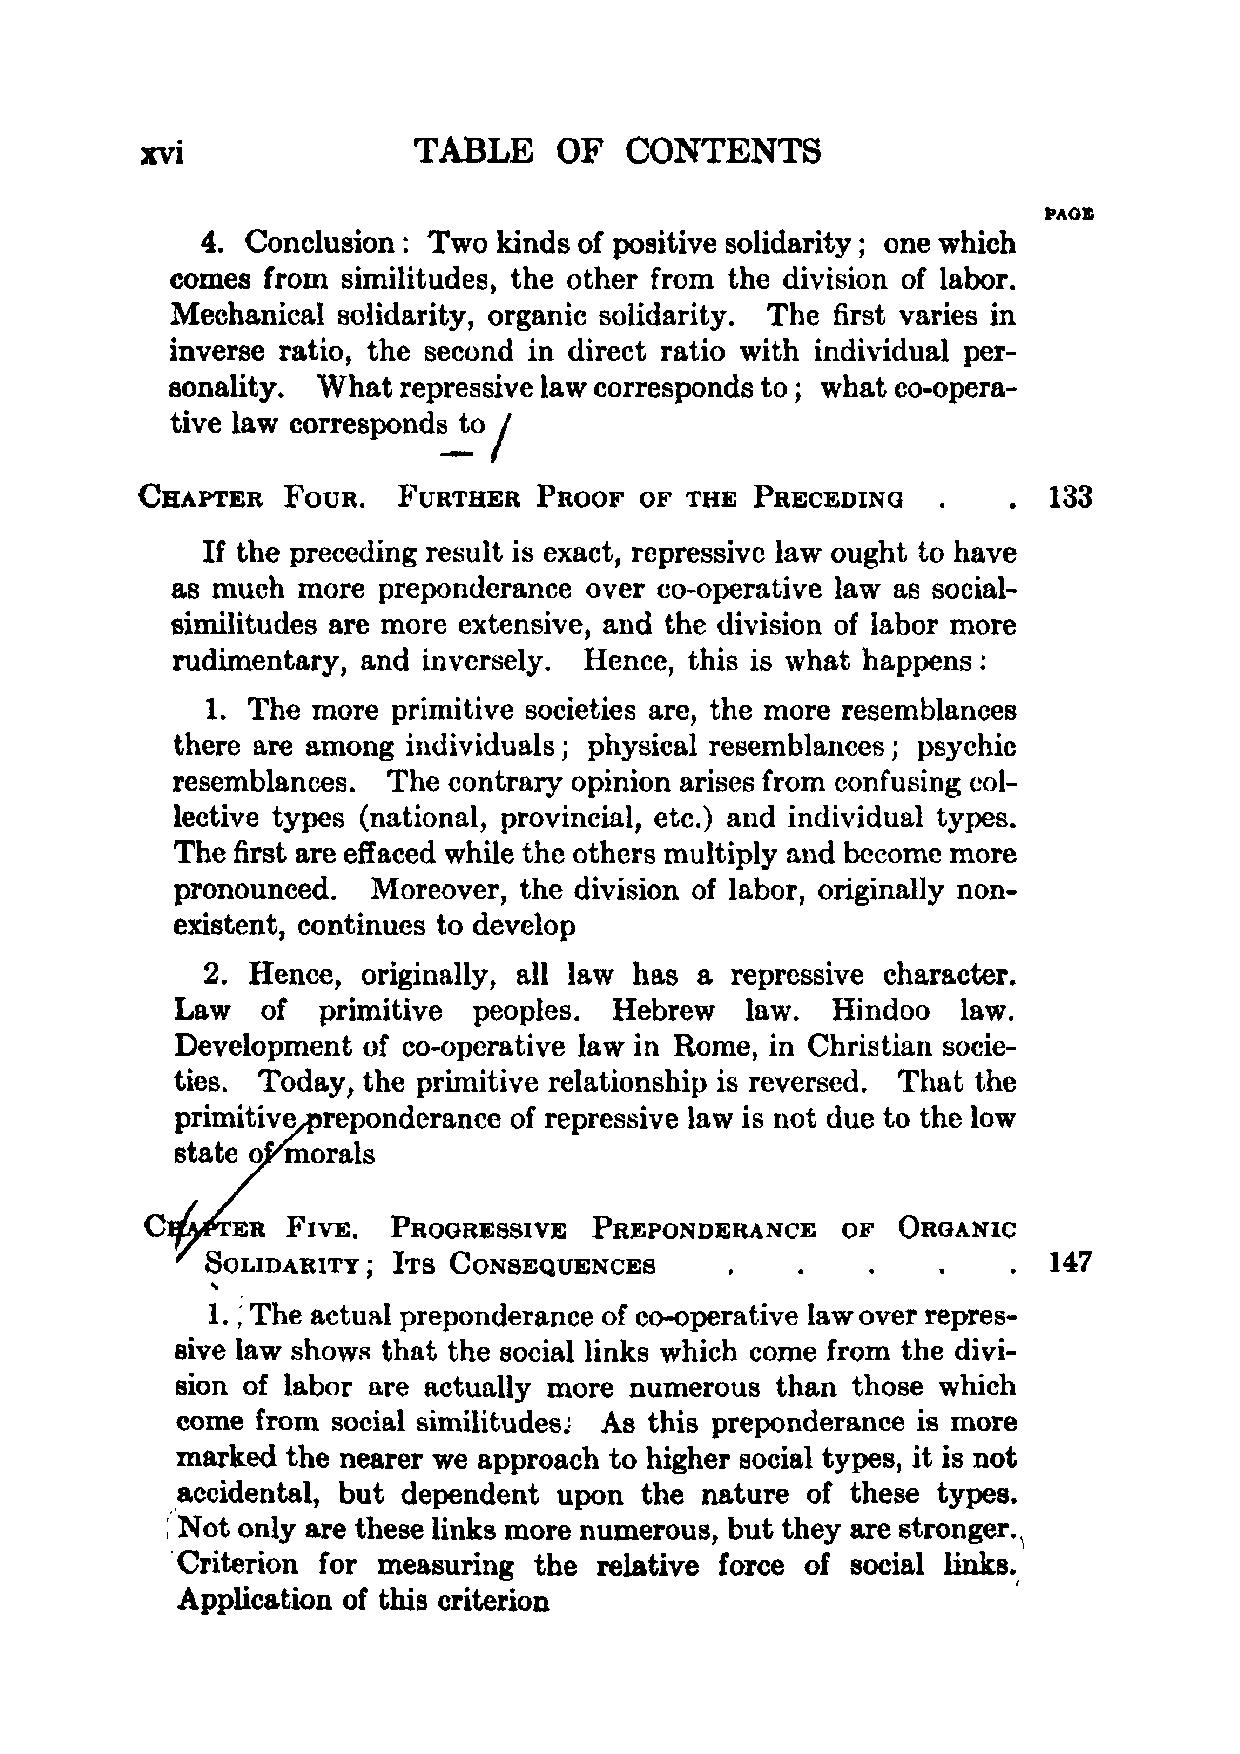 xvi TABLE OF CONTENTS
PAGE
4. Conclusion: Two kinds of positive solidarity; one which
comes from similitudes, the other from the division of labor.
Mechanical solidarity, organic solidarity. The first varies in
inverse ratio, the second in direct ratio with individual per-
sonality. What repressive law corresponds to; what co-opera-
tive law corresponds to
CHAPTER FOUR. FURTHER PROOF OF THE PRECEDING . . 133
If the preceding result is exact, repressive law ought to have
as much more preponderance over co-operative law as social-
similitudes are more extensive, and the division of labor more
rudimentary, and inversely. Hence, this is what happens:
1. The more primitive societies are, the more resemblances
there are among individuals; physical resemblances; psychic
resemblances. The contrary opinion arises from confusing col-
lective types (national, provincial, etc.) and individual types.
The first are effaced while the others multiply and become more
pronounced. Moreover, the division of labor, originally non-
existent, continues to develop
2. Hence, originally, all law has a repressive character.
Law of primitive peoples. Hebrew law. Hindoo law.
Development of co-operative law in Rome, in Christian socie-
ties. Today, the primitive relationship is reversed. That the
primitive preponderance of repressive law is not due to the low
state of morals
CHAPTER FIVE. PROGRESSIVE PREPONDERANCE OF ORGANIC
SOLIDARITY; ITS CONSEQUENCES . . . . . 147
1. The actual preponderance of co-operative law over repres-
sive law shows that the social links which come from the divi-
sion of labor are actually more numerous than those which
come from social similitudes. As this preponderance is more
marked the nearer we approach to higher social types, it is not
accidental, but dependent upon the nature of these types.
Not only are these links more numerous, but they are stronger.
Criterion for measuring the relative force of social links.
Application of this criterion